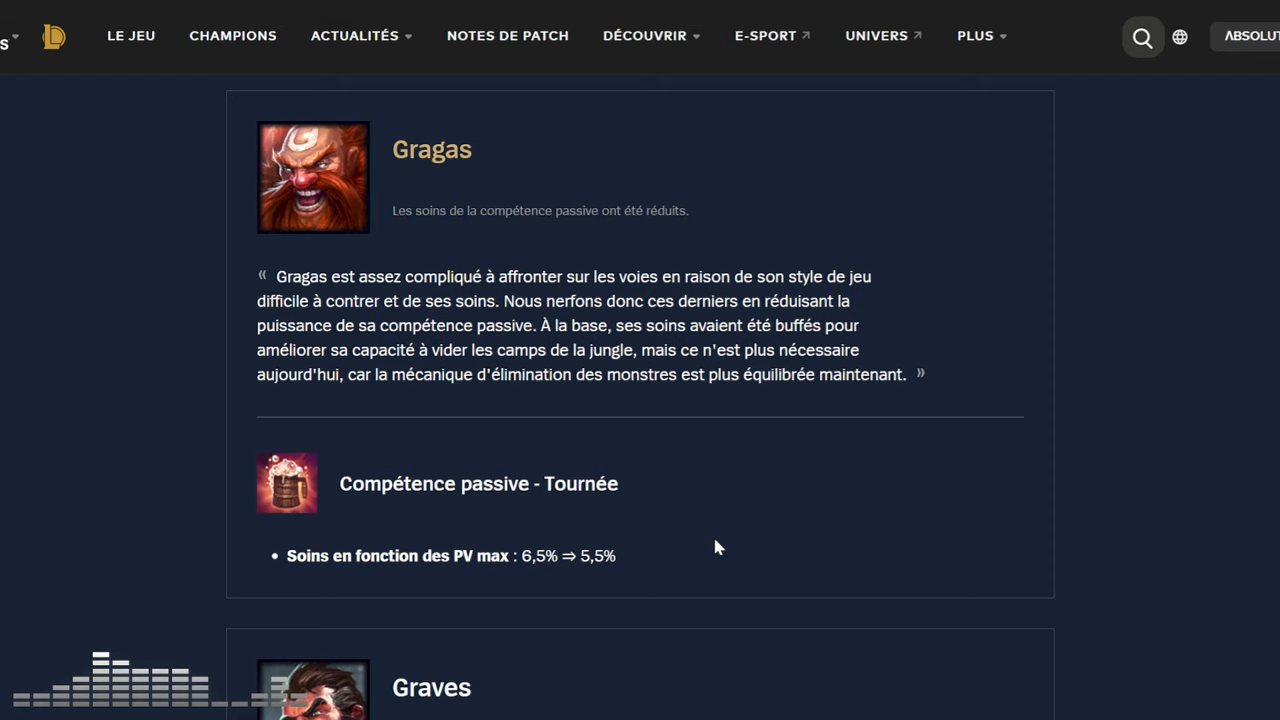 S
LE JEU CHAMPIONS ACTUALITÉS NOTES DE PATCH DÉCOUVRIR E-SPORT UNIVERS PLUS ABSOLUT
Gragas
Les soins de la compétence passive ont été réduits.
« Gragas est assez compliqué à affronter sur les voies en raison de son style de jeu
difficile à contrer et de ses soins. Nous nerfons donc ces derniers en réduisant la
puissance de sa compétence passive. À la base, ses soins avaient été buffés pour
améliorer sa capacité à vider les camps de la jungle, mais ce n'est plus nécessaire
aujourd'hui, car la mécanique d'élimination des monstres est plus équilibrée maintenant. »
Compétence passive - Tournée
• Soins en fonction des PV max : 6,5% ⇒ 5,5%
Graves